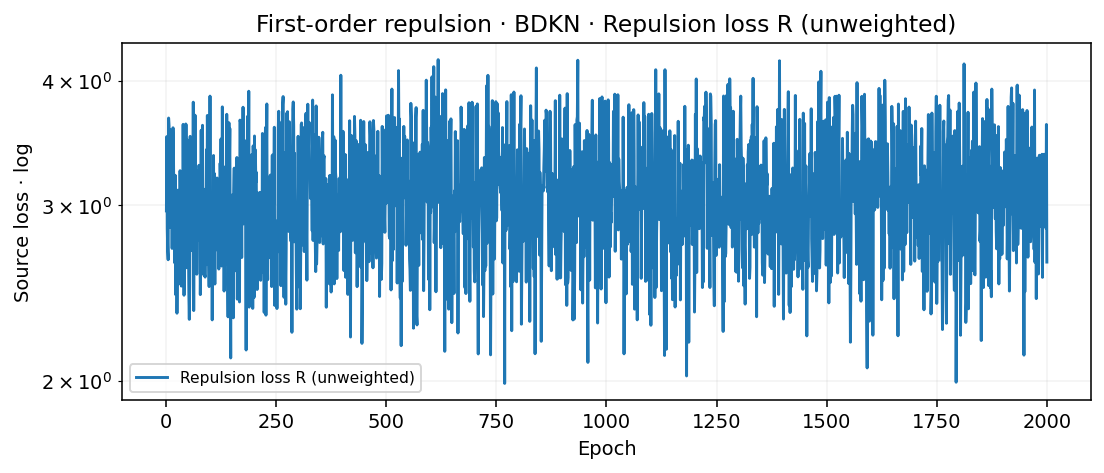 First-order repulsion · BDKN · Repulsion loss R (unweighted)
Source loss · log
4 × 10⁰
3 × 10⁰
2 × 10⁰
Repulsion loss R (unweighted)
0 250 500 750 1000 1250 1500 1750 2000
Epoch